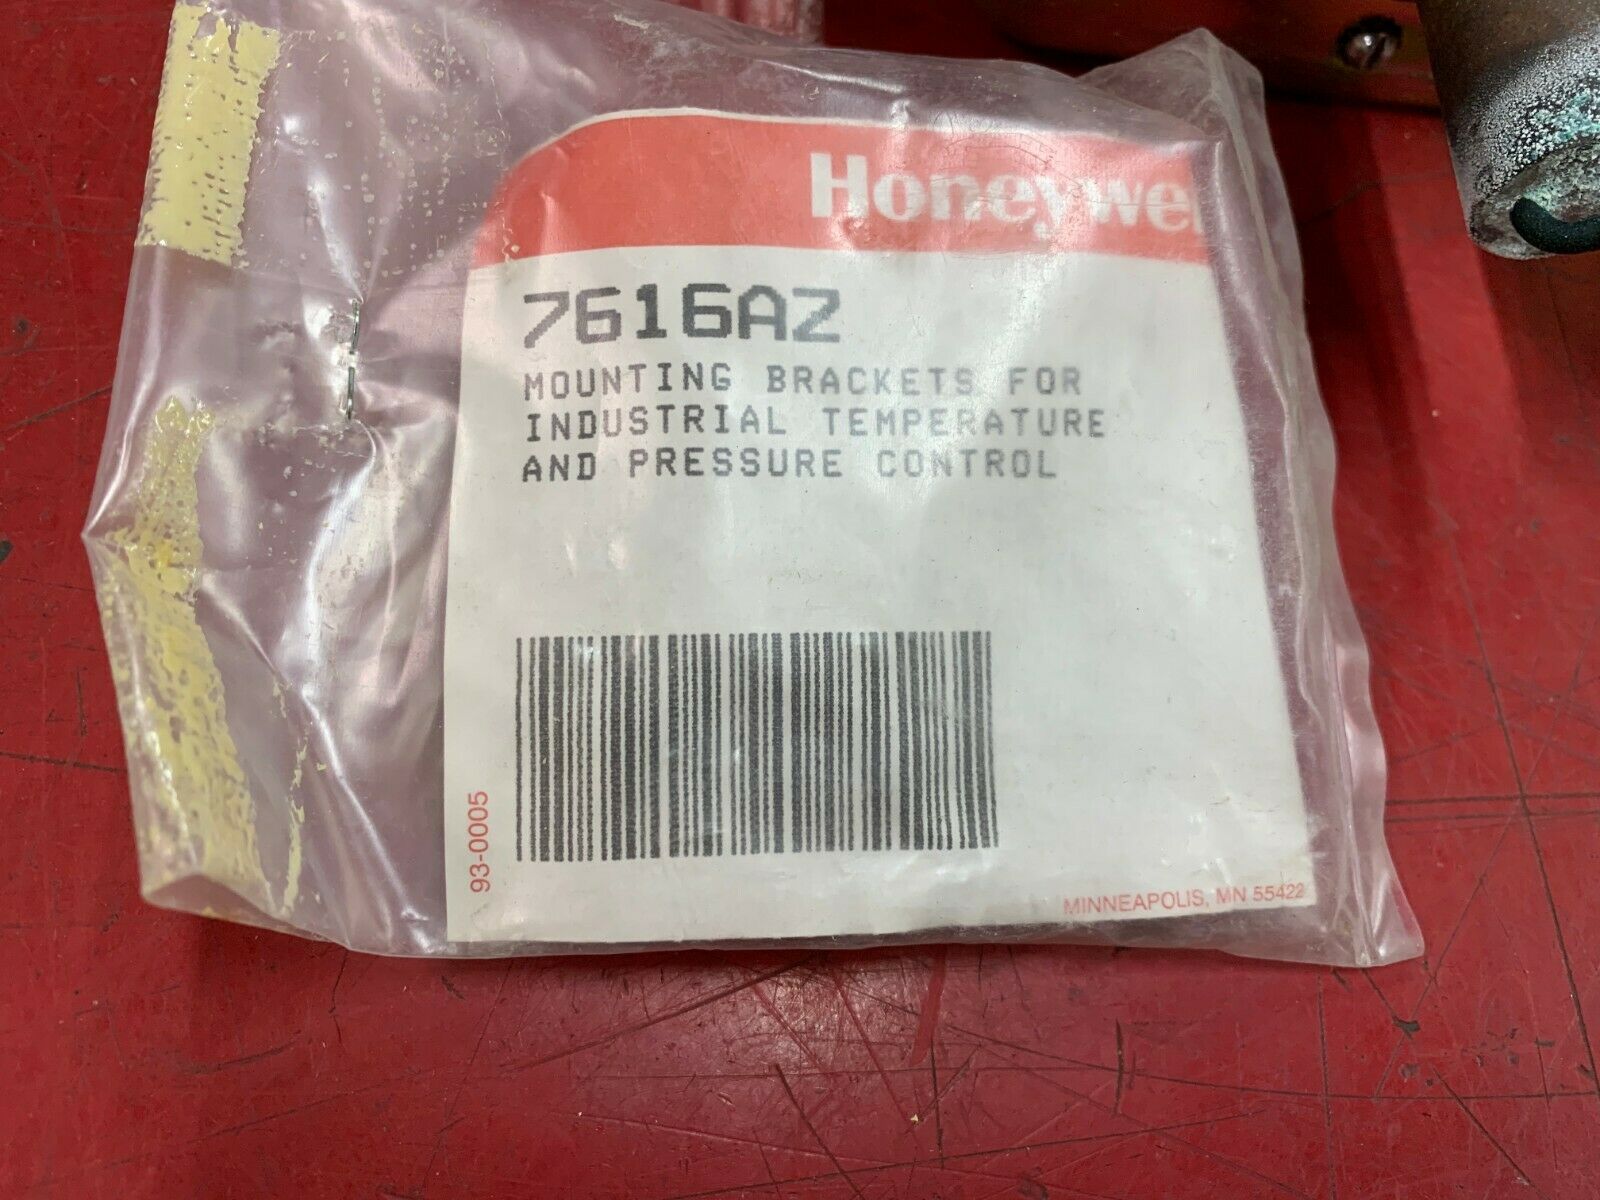 Honeywel
7616AZ
MOUNTING BRACKETS FOR
INDUSTRIAL TEMPERATURE
AND PRESSURE CONTROL
93-0005
MINNEAPOLIS, MN 55422